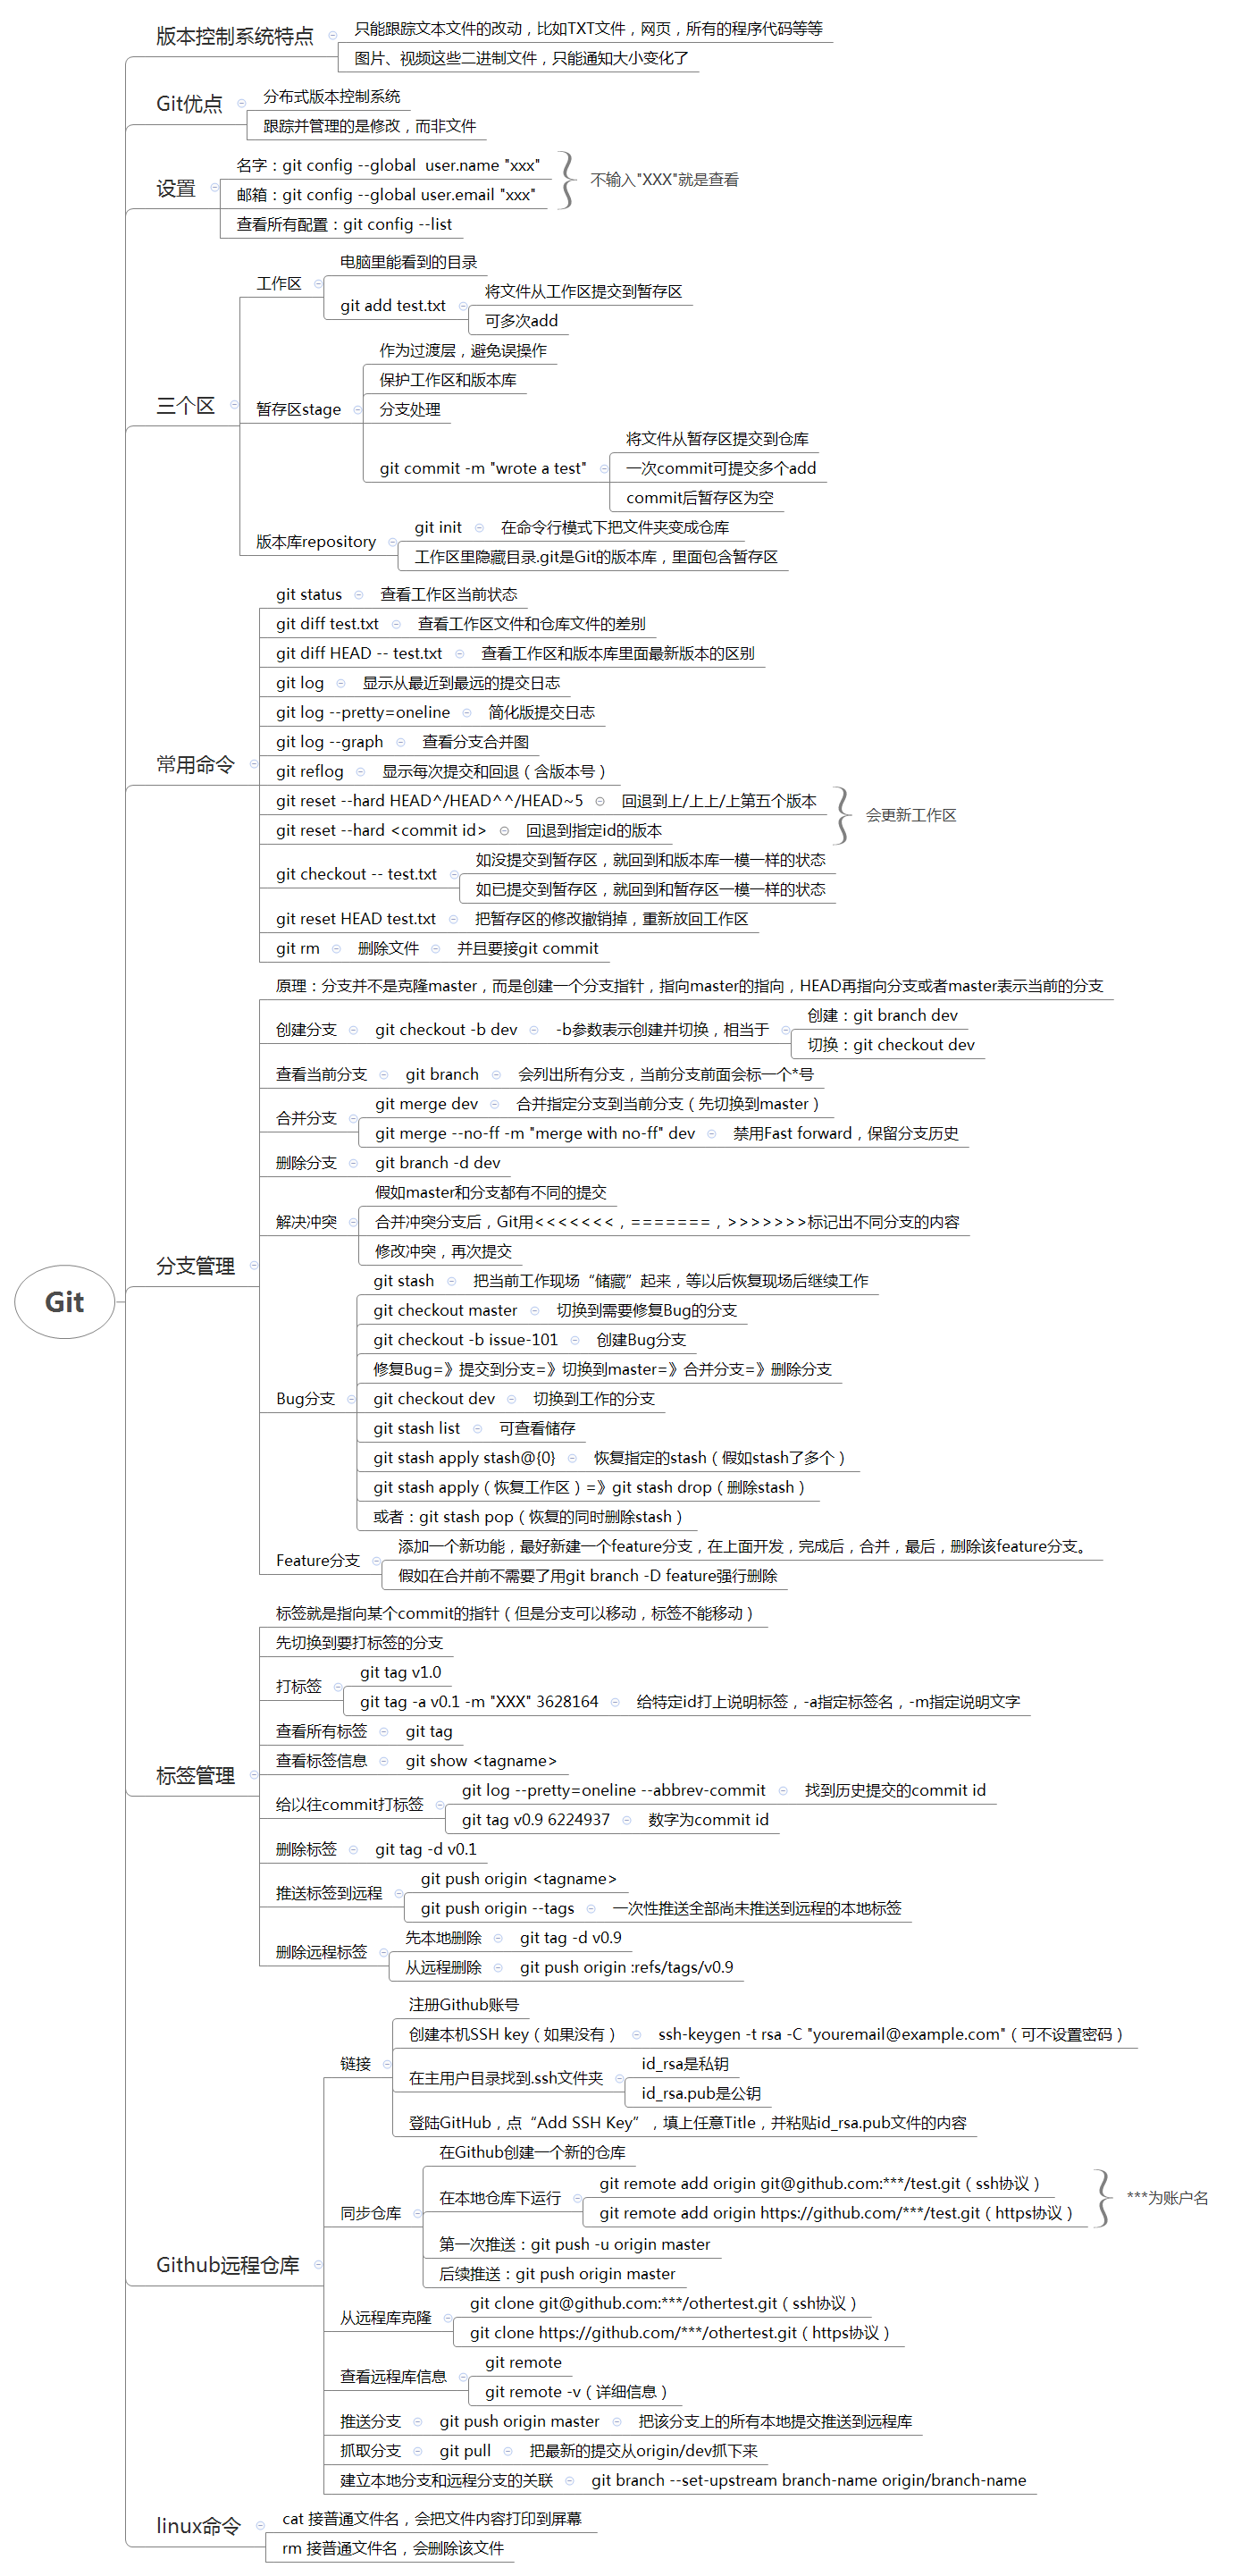 版本控制系统特点
只能跟踪文本文件的改动，比如TXT文件，网页，所有的程序代码等等
图片、视频这些二进制文件，只能通知大小变化了
Git优点
分布式版本控制系统
跟踪并管理的是修改，而非文件
设置
名字：git config --global  user.name "xxx"
邮箱：git config --global user.email "xxx"
不输入"XXX"就是查看
查看所有配置：git config --list
三个区
工作区
电脑里能看到的目录
git add test.txt
将文件从工作区提交到暂存区
可多次add
暂存区stage
作为过渡层，避免误操作
保护工作区和版本库
分支处理
git commit -m "wrote a test"
将文件从暂存区提交到仓库
一次commit可提交多个add
commit后暂存区为空
版本库repository
git init
在命令行模式下把文件夹变成仓库
工作区里隐藏目录.git是Git的版本库，里面包含暂存区
常用命令
git status
查看工作区当前状态
git diff test.txt
查看工作区文件和仓库文件的差别
git diff HEAD -- test.txt
查看工作区和版本库里面最新版本的区别
git log
显示从最近到最远的提交日志
git log --pretty=oneline
简化版提交日志
git log --graph
查看分支合并图
git reflog
显示每次提交和回退（含版本号）
git reset --hard HEAD^/HEAD^^/HEAD~5
回退到上/上上/上第五个版本
git reset --hard <commit id>
回退到指定id的版本
会更新工作区
git checkout -- test.txt
如没提交到暂存区，就回到和版本库一模一样的状态
如已提交到暂存区，就回到和暂存区一模一样的状态
git reset HEAD test.txt
把暂存区的修改撤销掉，重新放回工作区
git rm
删除文件
并且要接git commit
Git
分支管理
原理：分支并不是克隆master，而是创建一个分支指针，指向master的指向，HEAD再指向分支或者master表示当前的分支
创建分支
git checkout -b dev
-b参数表示创建并切换，相当于
创建：git branch dev
切换：git checkout dev
查看当前分支
git branch
会列出所有分支，当前分支前面会标一个*号
合并分支
git merge dev
合并指定分支到当前分支（先切换到master）
git merge --no-ff -m "merge with no-ff" dev
禁用Fast forward，保留分支历史
删除分支
git branch -d dev
解决冲突
假如master和分支都有不同的提交
合并冲突分支后，Git用<<<<<<<，=======，>>>>>>>标记出不同分支的内容
修改冲突，再次提交
Bug分支
git stash
把当前工作现场“储藏”起来，等以后恢复现场后继续工作
git checkout master
切换到需要修复Bug的分支
git checkout -b issue-101
创建Bug分支
修复Bug=》提交到分支=》切换到master=》合并分支=》删除分支
git checkout dev
切换到工作的分支
git stash list
可查看储存
git stash apply stash@{0}
恢复指定的stash（假如stash了多个）
git stash apply（恢复工作区）=》git stash drop（删除stash）
或者：git stash pop（恢复的同时删除stash）
Feature分支
添加一个新功能，最好新建一个feature分支，在上面开发，完成后，合并，最后，删除该feature分支。
假如在合并前不需要了用git branch -D feature强行删除
标签管理
标签就是指向某个commit的指针（但是分支可以移动，标签不能移动）
先切换到要打标签的分支
打标签
git tag v1.0
git tag -a v0.1 -m "XXX" 3628164
给特定id打上说明标签，-a指定标签名，-m指定说明文字
查看所有标签
git tag
查看标签信息
git show <tagname>
给以往commit打标签
git log --pretty=oneline --abbrev-commit
找到历史提交的commit id
git tag v0.9 6224937
数字为commit id
删除标签
git tag -d v0.1
推送标签到远程
git push origin <tagname>
git push origin --tags
一次性推送全部尚未推送到远程的本地标签
删除远程标签
先本地删除
git tag -d v0.9
从远程删除
git push origin :refs/tags/v0.9
Github远程仓库
链接
注册Github账号
创建本机SSH key（如果没有）
ssh-keygen -t rsa -C "youremail@example.com"（可不设置密码）
在主用户目录找到.ssh文件夹
id_rsa是私钥
id_rsa.pub是公钥
登陆GitHub，点“Add SSH Key”，填上任意Title，并粘贴id_rsa.pub文件的内容
同步仓库
在Github创建一个新的仓库
在本地仓库下运行
git remote add origin git@github.com:***/test.git（ssh协议）
git remote add origin https://github.com/***/test.git（https协议）
***为账户名
第一次推送：git push -u origin master
后续推送：git push origin master
从远程库克隆
git clone git@github.com:***/othertest.git（ssh协议）
git clone https://github.com/***/othertest.git（https协议）
查看远程库信息
git remote
git remote -v（详细信息）
推送分支
git push origin master
把该分支上的所有本地提交推送到远程库
抓取分支
git pull
把最新的提交从origin/dev抓下来
建立本地分支和远程分支的关联
git branch --set-upstream branch-name origin/branch-name
linux命令
cat 接普通文件名，会把文件内容打印到屏幕
rm 接普通文件名，会删除该文件